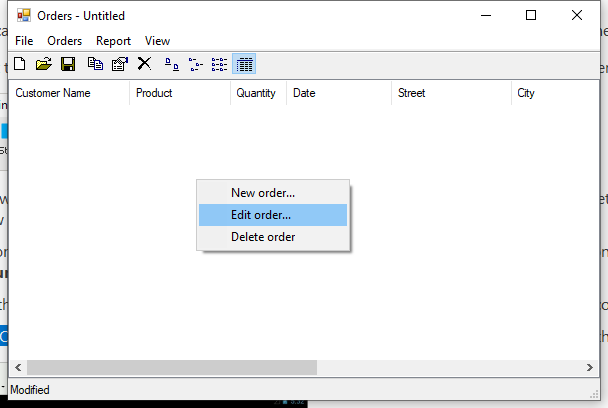 Orders - Untitled
File Orders Report View
Customer Name Product Quantity Date Street City
New order...
Edit order...
Delete order
Modified